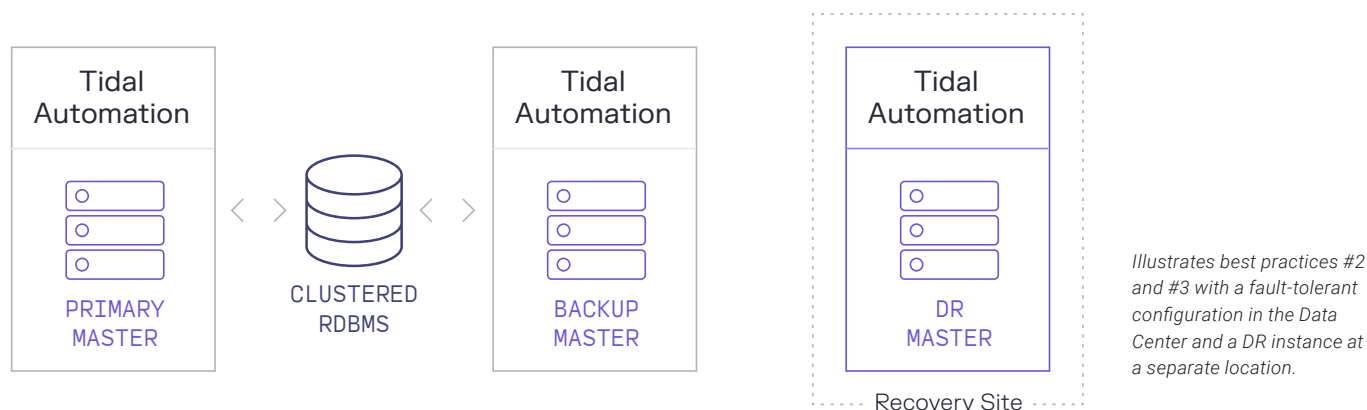 Tidal
Automation
PRIMARY
MASTER
CLUSTERED
RDBMS
Tidal
Automation
BACKUP
MASTER
Tidal
Automation
DR
MASTER
Recovery Site
Illustrates best practices #2
and #3 with a fault-tolerant
configuration in the Data
Center and a DR instance at
a separate location.